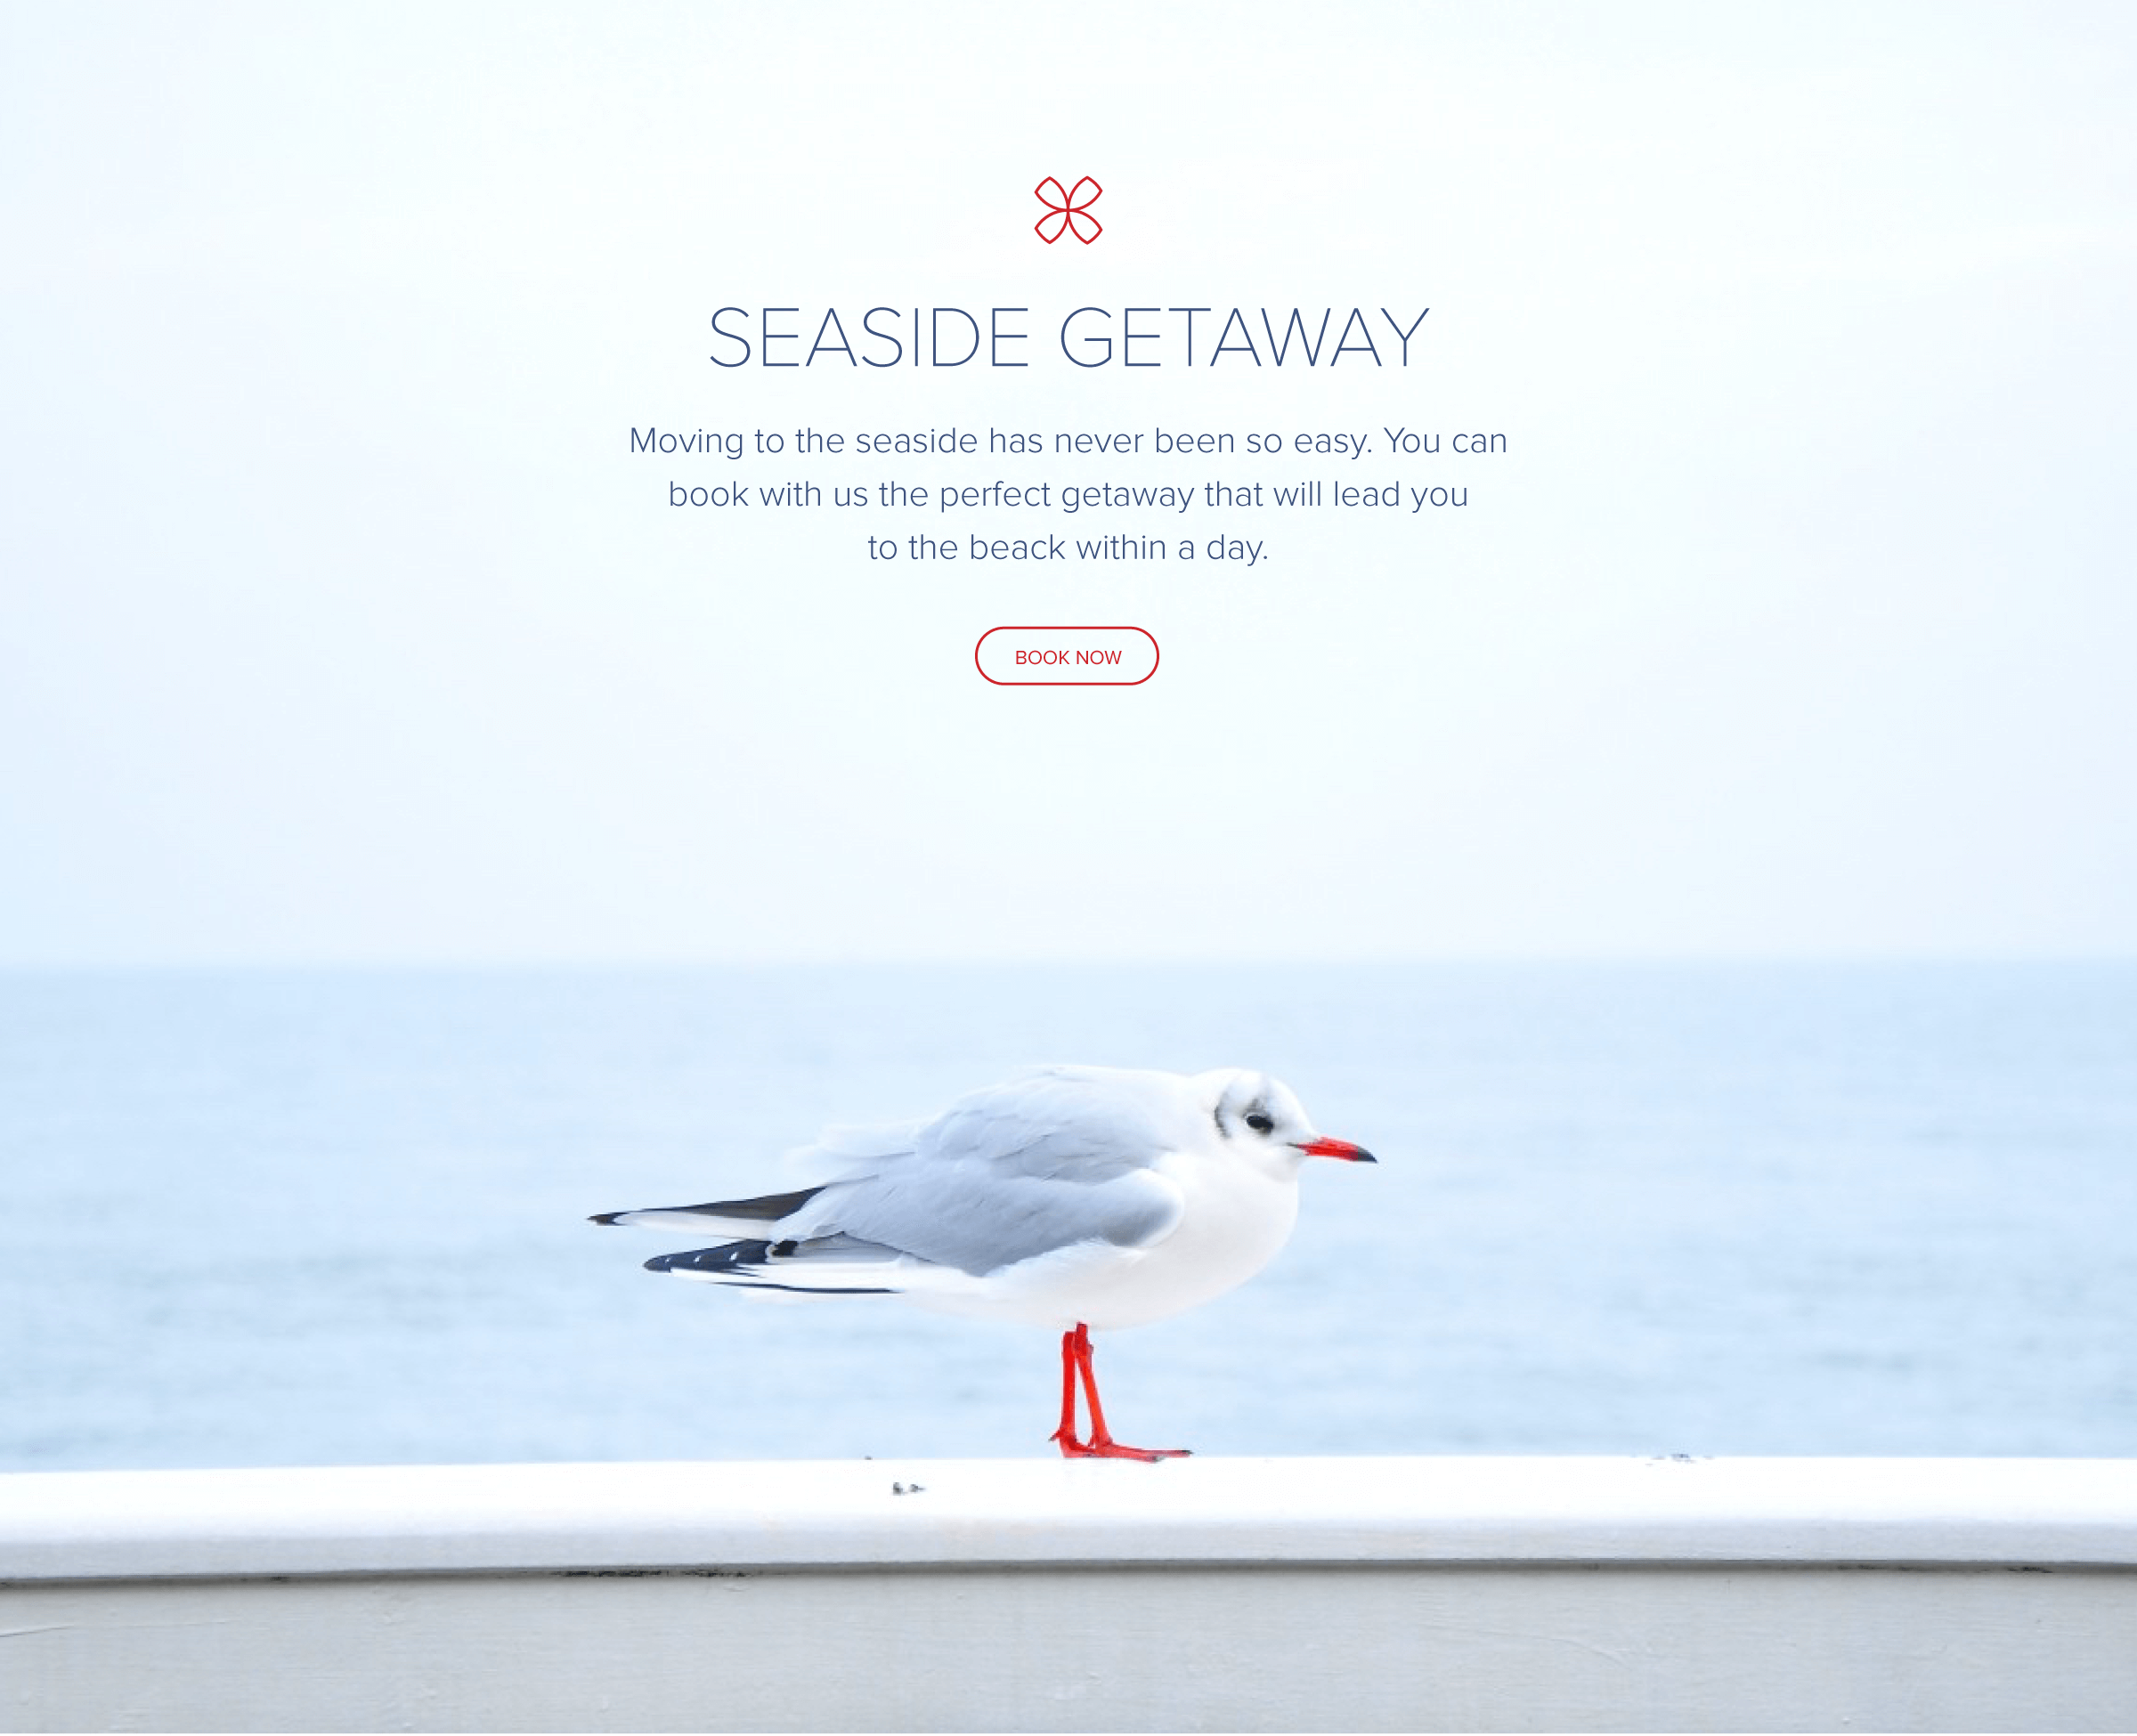 SEASIDE GETAWAY
Moving to the seaside has never been so easy. You can
book with us the perfect getaway that will lead you
to the beack within a day.
BOOK NOW